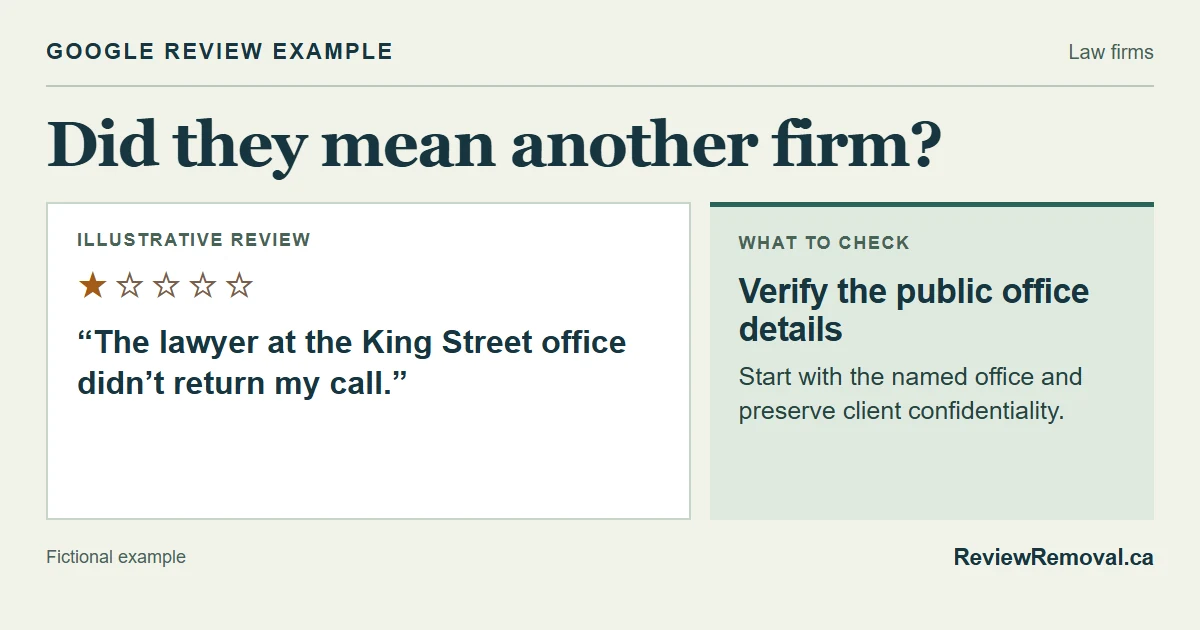 GOOGLE REVIEW EXAMPLE
Law firms
Did they mean another firm?
ILLUSTRATIVE REVIEW
★☆☆☆☆
“The lawyer at the King Street office
didn’t return my call.”
WHAT TO CHECK
Verify the public office
details
Start with the named office and
preserve client confidentiality.
Fictional example
ReviewRemoval.ca